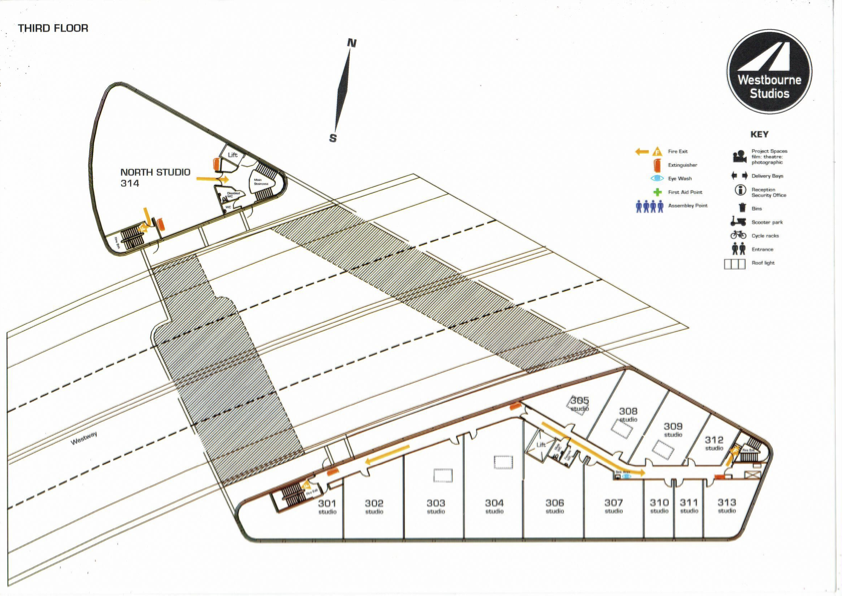 THIRD FLOOR
N
S
Westbourne
Studios
KEY
Fire Exit
Extinguisher
Eye Wash
First Aid Point
Assembley Point
Project Spaces
film: theatre:
photographic
Delivery Bays
Reception
Security Office
Bins
Scooter park
Cycle racks
Entrance
Roof light
NORTH STUDIO
314
Lift
Westway
305
studio
308
studio
309
studio
312
studio
Lift
301
studio
302
studio
303
studio
304
studio
306
studio
307
studio
310
studio
311
studio
313
studio